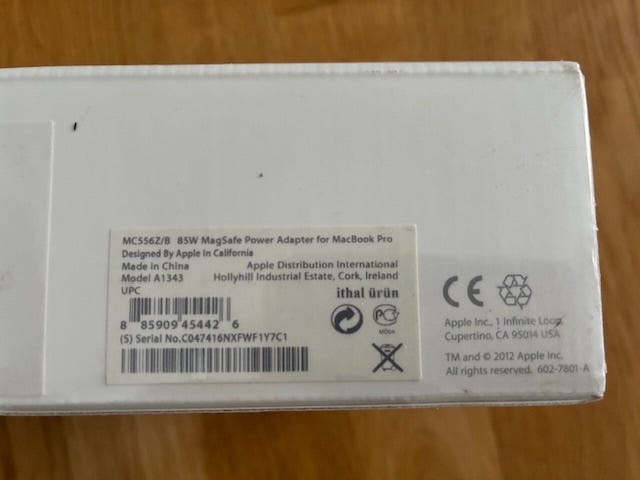 MC556Z/B 85W MagSafe Power Adapter for MacBook Pro
Designed By Apple in California
Made in China
Model A1343
UPC
Apple Distribution International
Hollyhill Industrial Estate, Cork, Ireland
ithal ürün
8 85909 45442 6
(S) Serial No.C047416NXFWF1Y7C1
CE
Apple Inc., 1 Infinite Loop
Cupertino, CA 95014 USA
TM and © 2012 Apple Inc.
All rights reserved. 602-7801-A